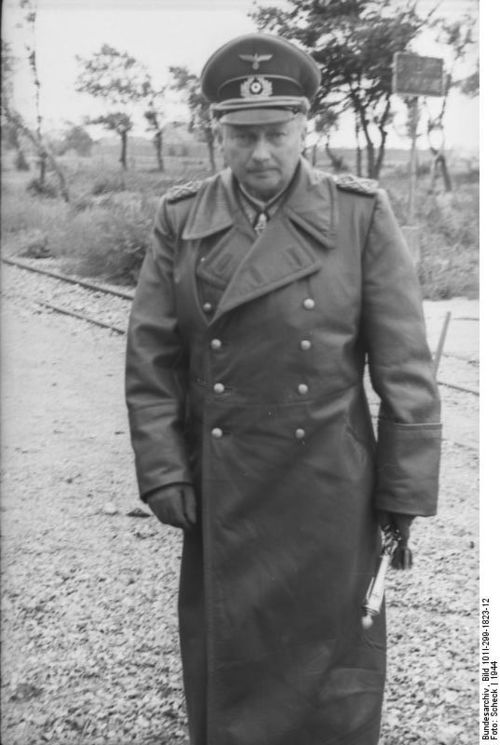 Bundesarchiv, Bild 101I-299-1823-12
Foto: Scheck | 1944